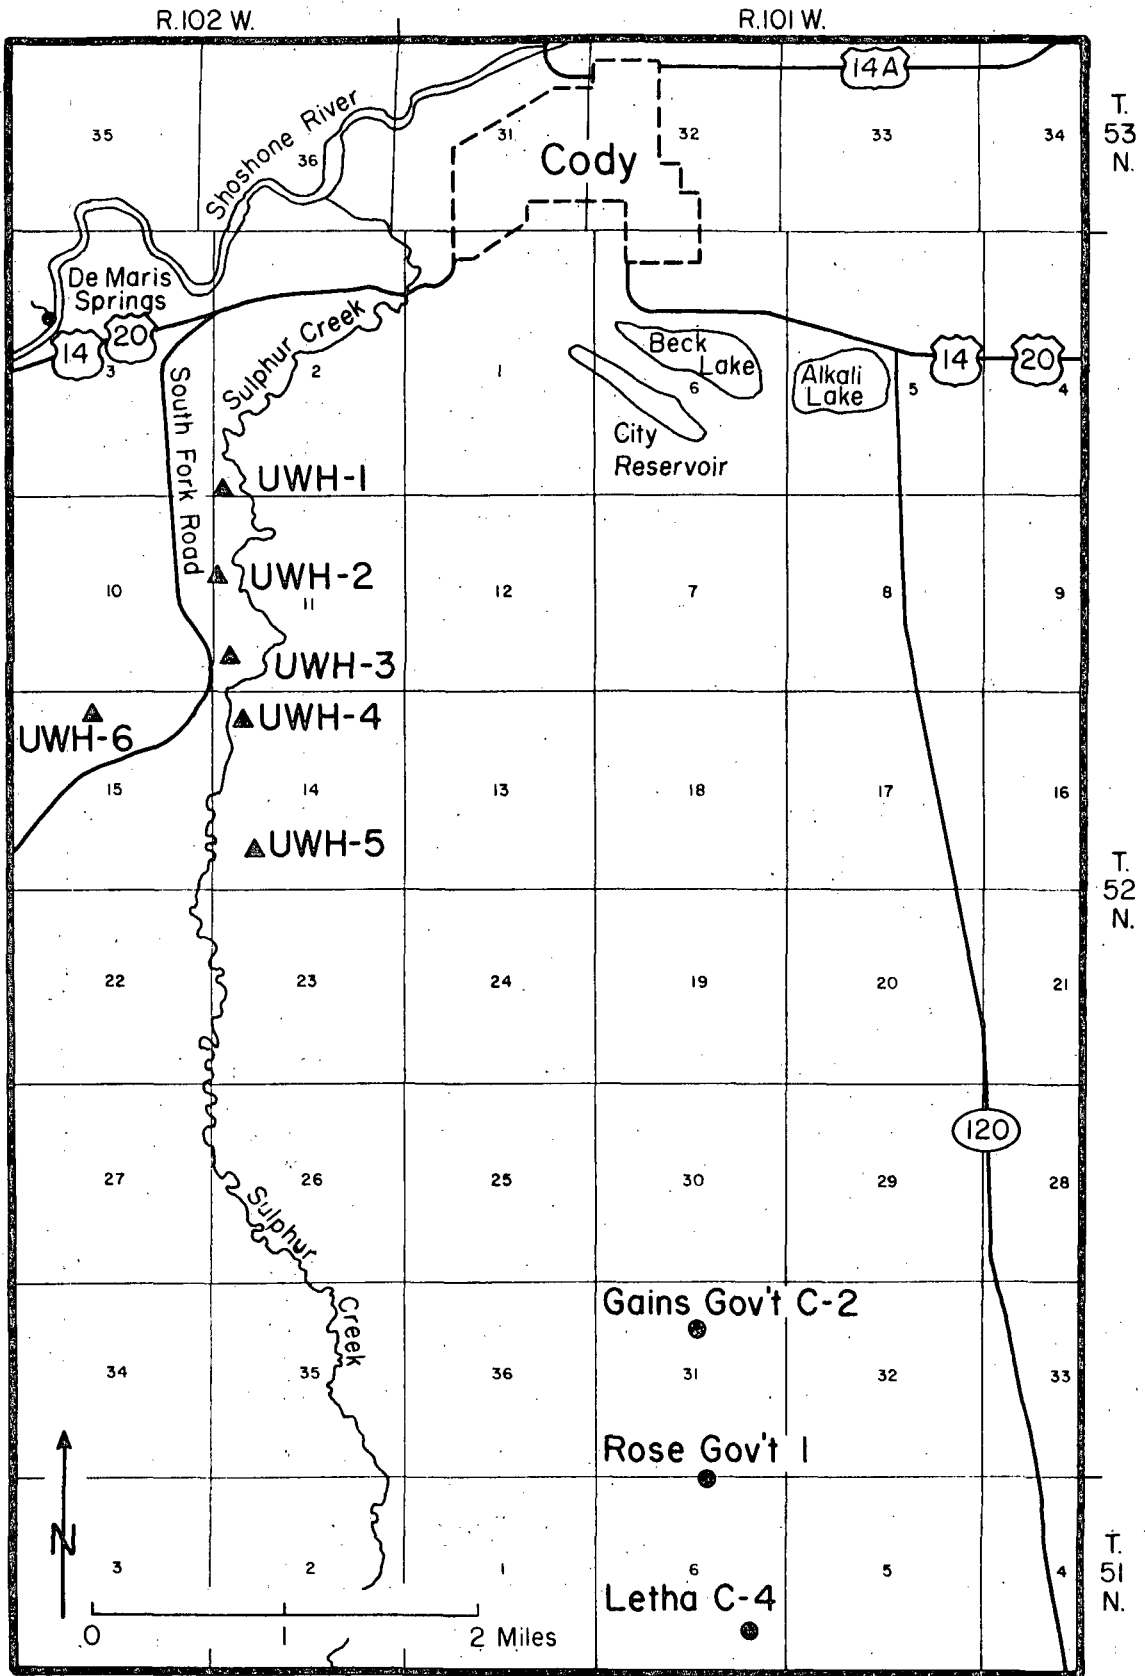 R.102 W.
R.101 W.
14A
T.
53
N.
35
Shoshone River
36
31
32
33
34
Cody
De Maris
Springs
14
20
3
Sulphur Creek
2
1
Beck
Lake
6
Alkali
Lake
5
14
20
4
City
Reservoir
South Fork Road
UWH-1
UWH-2
10
11
12
7
8
9
UWH-3
UWH-4
UWH-6
15
14
13
18
17
16
UWH-5
T.
52
N.
22
23
24
19
20
21
120
27
26
25
30
29
28
Sulphur
Creek
Gains Gov't C-2
34
35
36
31
32
33
Rose Gov't 1
N
3
2
1
6
5
4
T.
51
N.
Letha C-4
0
1
2 Miles